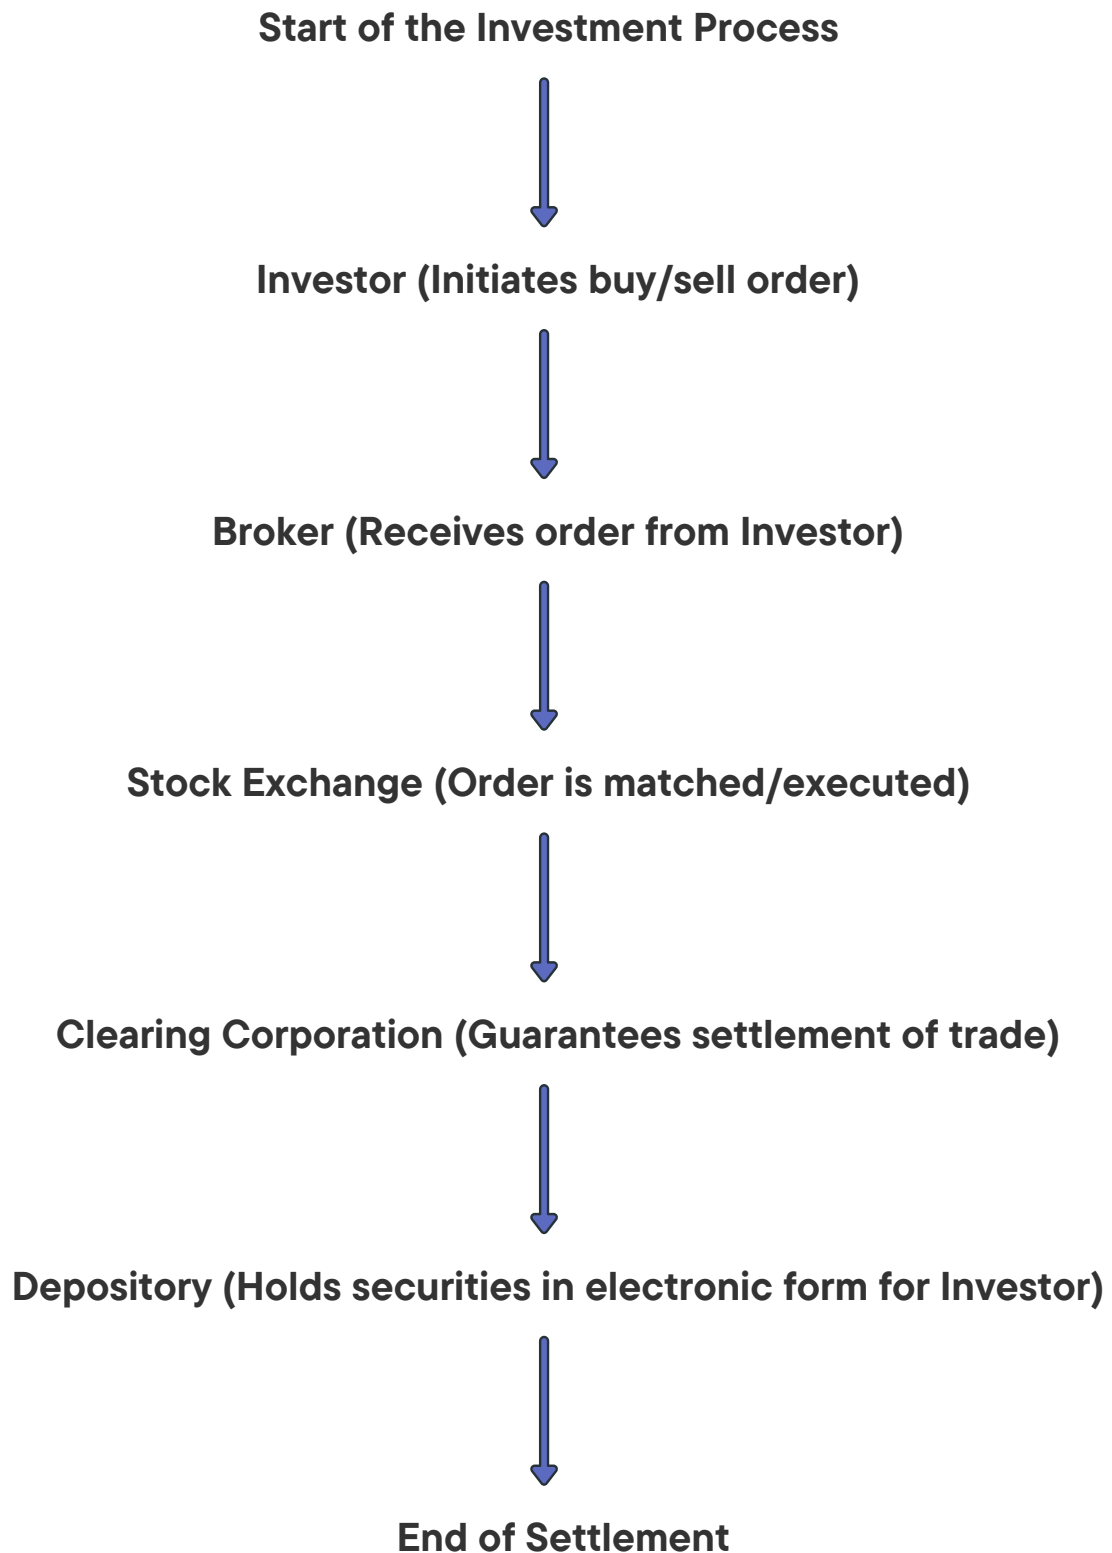 Start of the Investment Process
Investor (Initiates buy/sell order)
Broker (Receives order from Investor)
Stock Exchange (Order is matched/executed)
Clearing Corporation (Guarantees settlement of trade)
Depository (Holds securities in electronic form for Investor)
End of Settlement